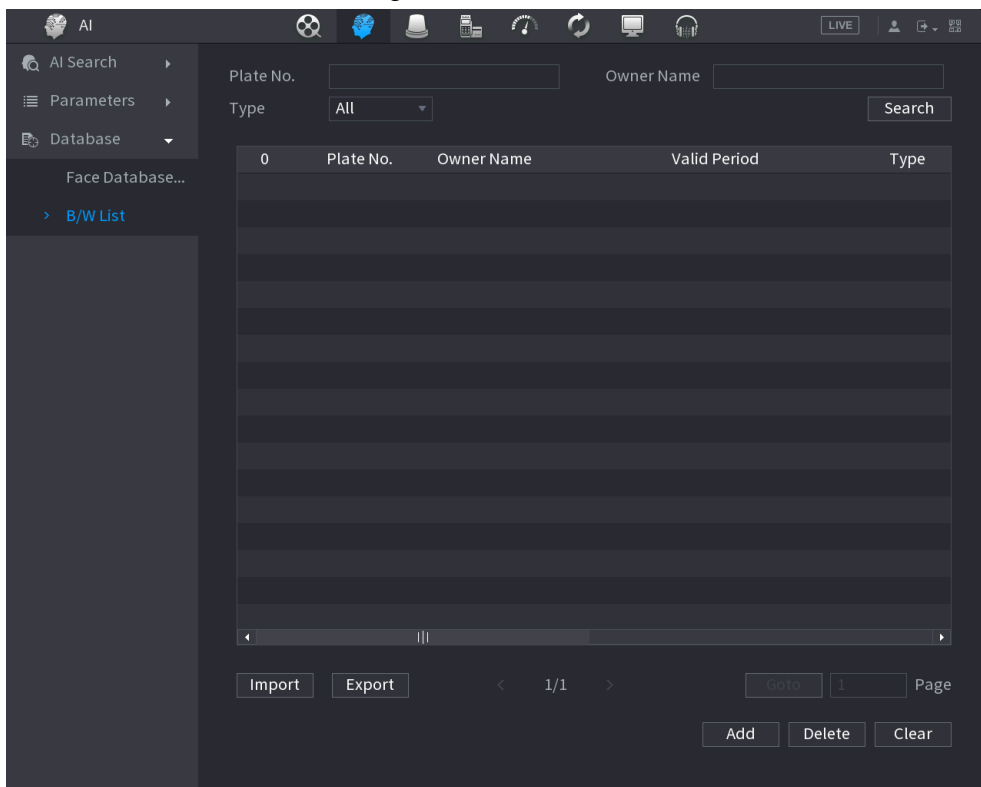 AI
LIVE
AI Search
Parameters
Database
Face Database...
> B/W List
Plate No.
Owner Name
Type
All
Search
0 Plate No. Owner Name Valid Period Type
Import
Export
< 1/1 >
Goto
1
Page
Add
Delete
Clear